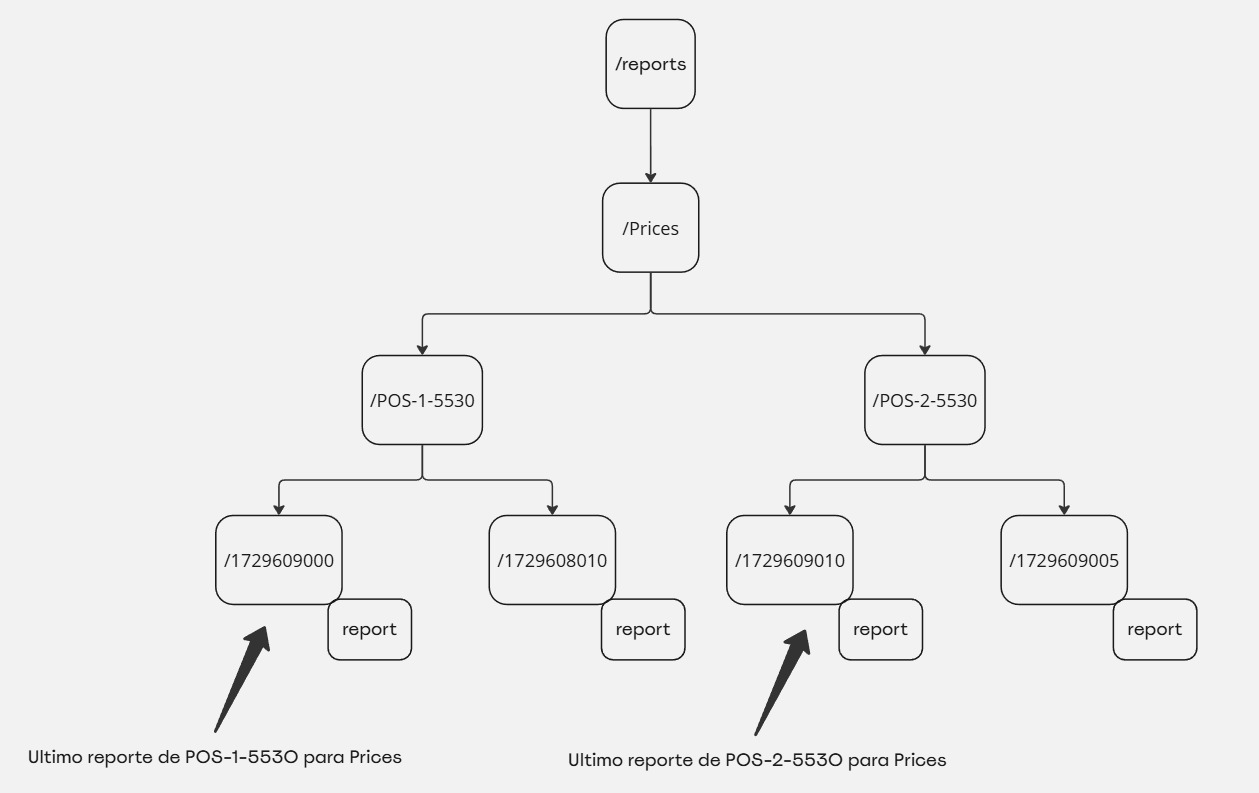 /reports
/Prices
/POS-1-5530
/POS-2-5530
/1729609000
/1729608010
/1729609010
/1729609005
report
report
report
report
Ultimo reporte de POS-1-5530 para Prices
Ultimo reporte de POS-2-5530 para Prices